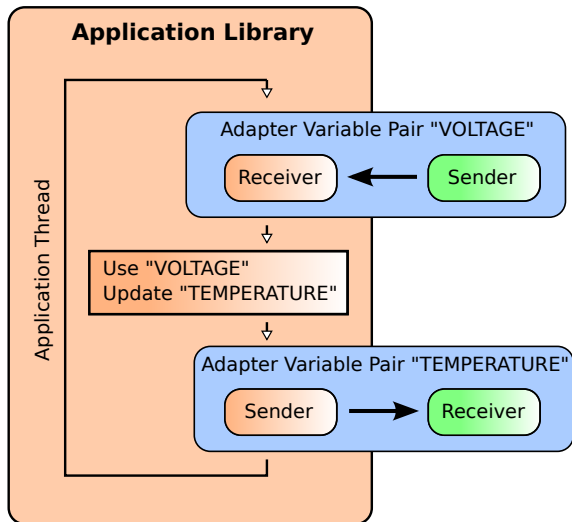 Application Library
Adapter Variable Pair "VOLTAGE"
Receiver
Sender
Application Thread
Use "VOLTAGE"
Update "TEMPERATURE"
Adapter Variable Pair "TEMPERATURE"
Sender
Receiver